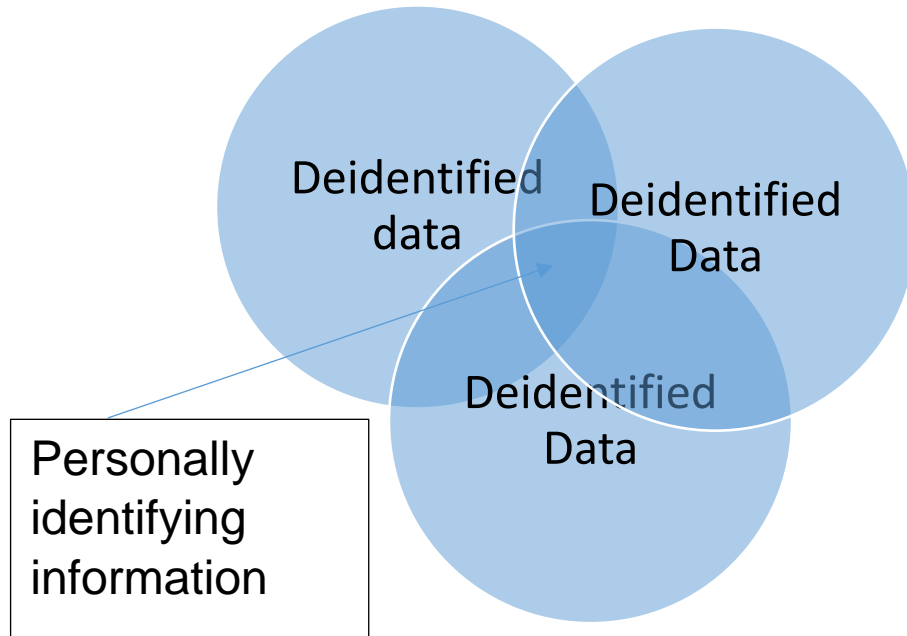 Deidentified
data
Deidentified
Data
Deidentified
Data
Personally
identifying
information